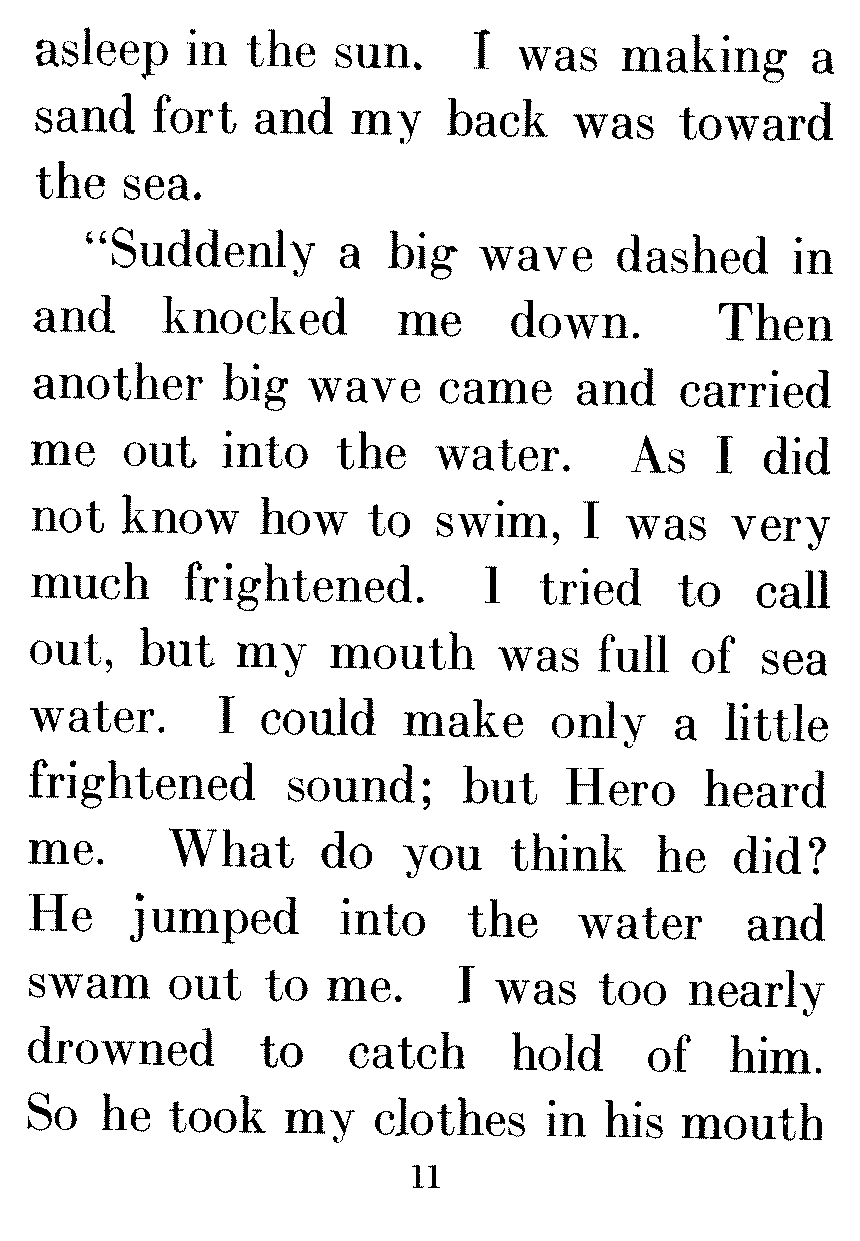 asleep in the sun. I was making a
sand fort and my back was toward
the sea.
“Suddenly a big wave dashed in
and knocked me down. Then
another big wave came and carried
me out into the water. As I did
not know how to swim, I was very
much frightened. I tried to call
out, but my mouth was full of sea
water. I could make only a little
frightened sound; but Hero heard
me. What do you think he did?
He jumped into the water and
swam out to me. I was too nearly
drowned to catch hold of him.
So he took my clothes in his mouth
11